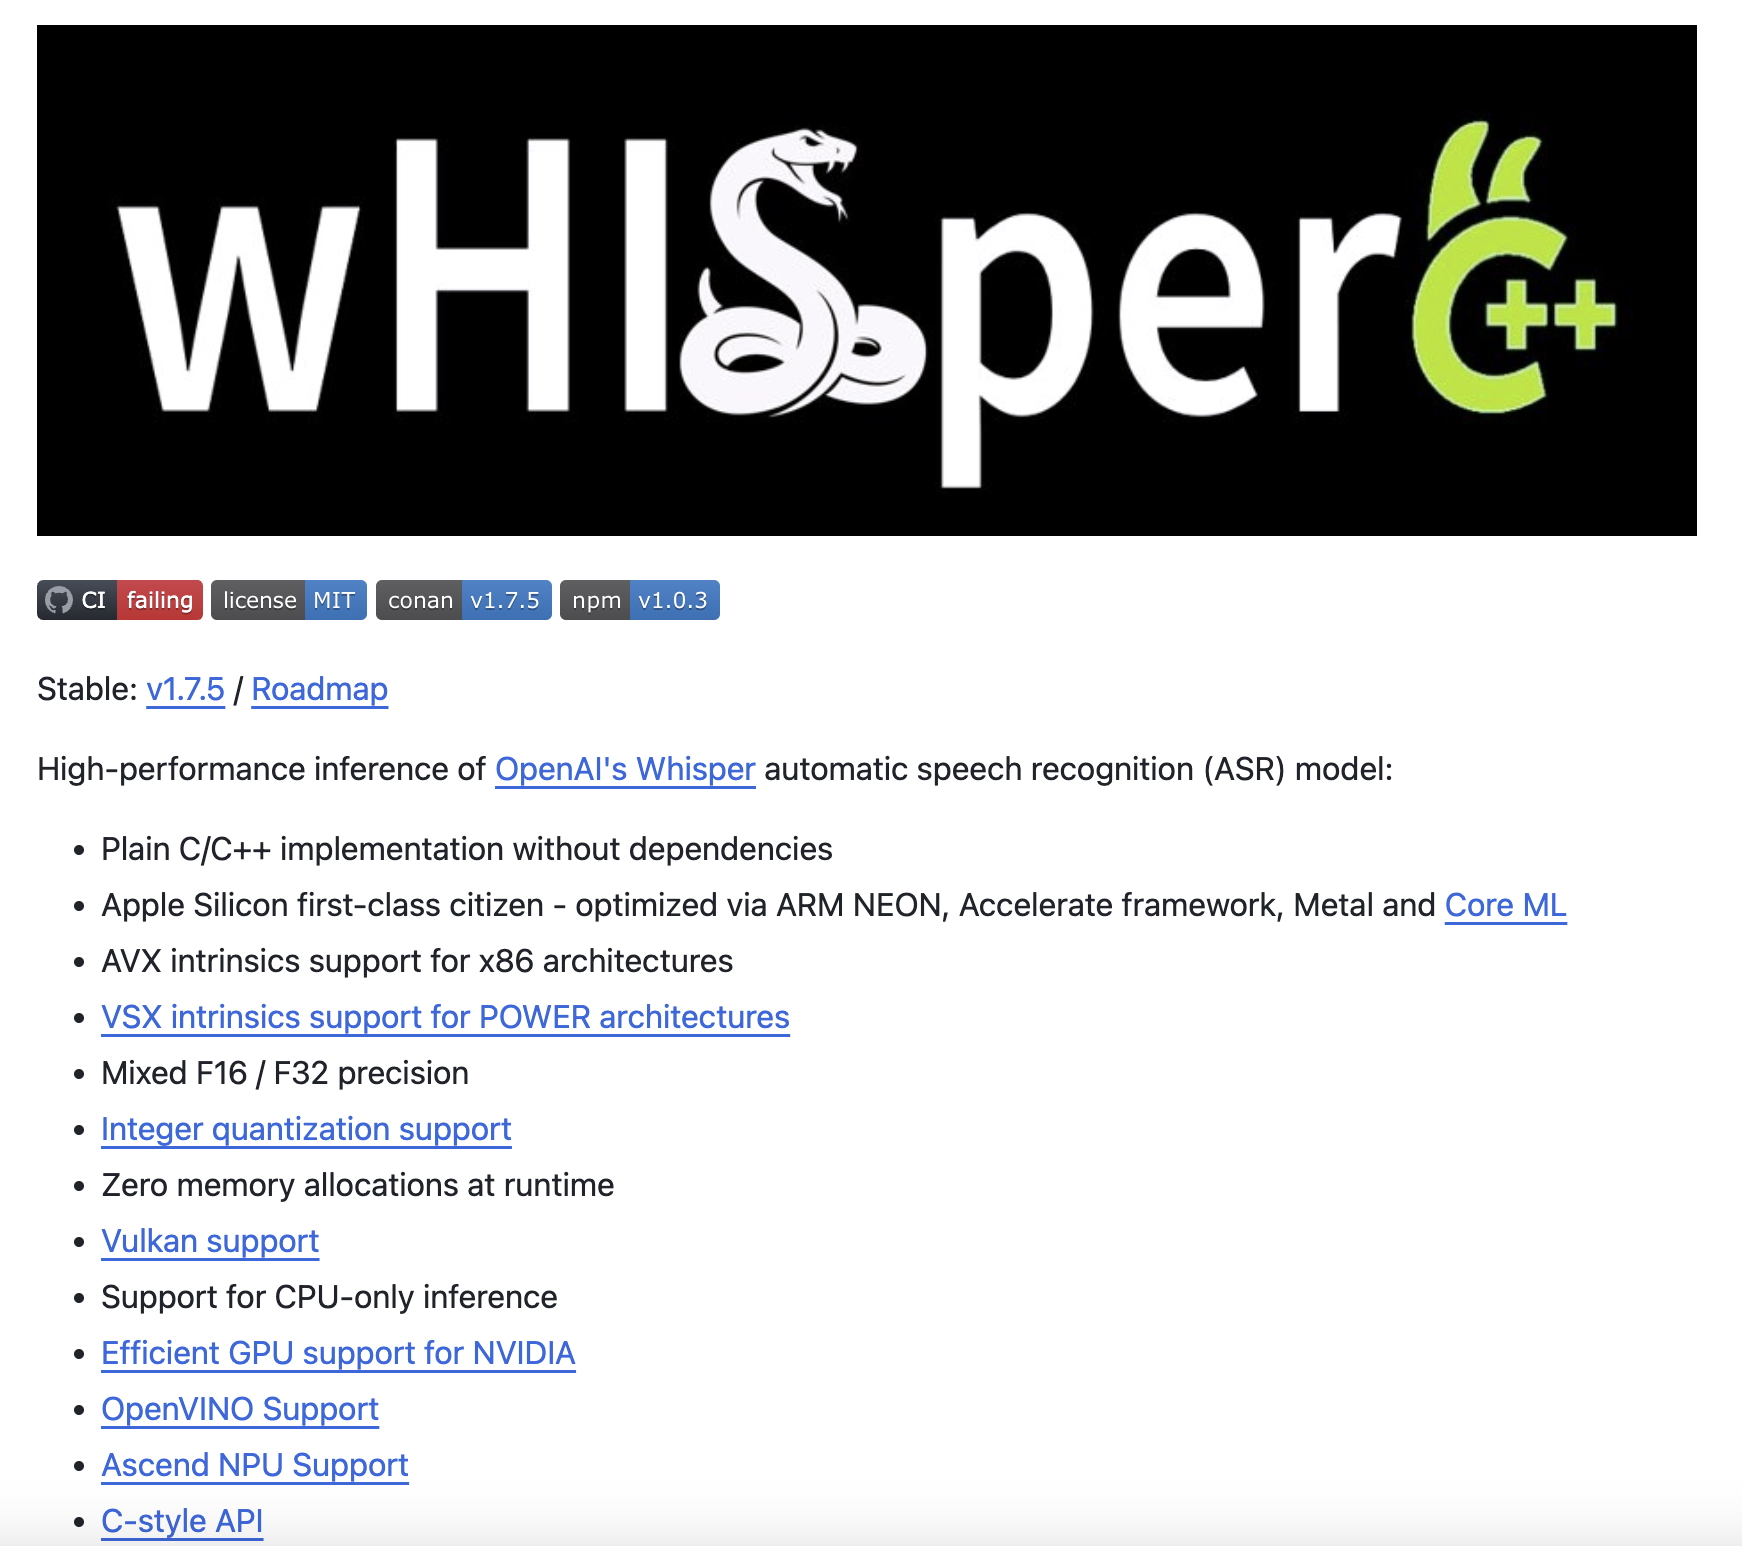 wHISper C++
CI failing license MIT conan v1.7.5 npm v1.0.3
Stable: v1.7.5 / Roadmap
High-performance inference of OpenAI's Whisper automatic speech recognition (ASR) model:
• Plain C/C++ implementation without dependencies
• Apple Silicon first-class citizen - optimized via ARM NEON, Accelerate framework, Metal and Core ML
• AVX intrinsics support for x86 architectures
• VSX intrinsics support for POWER architectures
• Mixed F16 / F32 precision
• Integer quantization support
• Zero memory allocations at runtime
• Vulkan support
• Support for CPU-only inference
• Efficient GPU support for NVIDIA
• OpenVINO Support
• Ascend NPU Support
• C-style API